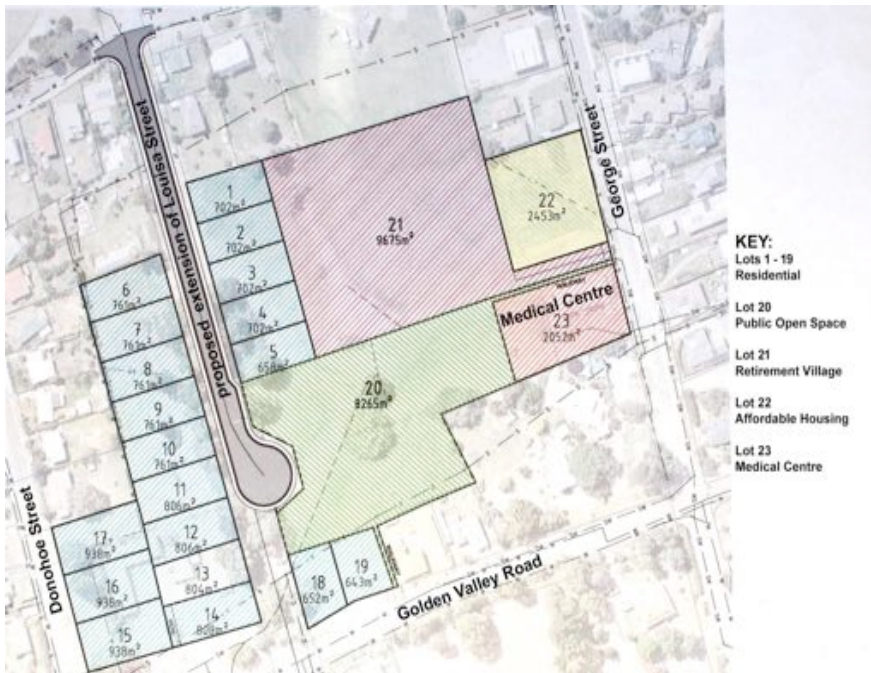 proposed extension of Louisa Street
George Street
1
702m²
2
702m²
3
702m²
4
702m²
5
658m²
6
761m²
7
761m²
8
761m²
9
761m²
10
761m²
11
806m²
12
806m²
13
804m²
14
15
938m²
16
938m²
17
938m²
18
652m²
19
643m²
20
8265m²
21
9675m²
22
2453m²
WALKWAY
Medical Centre
23
2052m²
Donohoe Street
Golden Valley Road
KEY:
Lots 1 - 19
Residential
Lot 20
Public Open Space
Lot 21
Retirement Village
Lot 22
Affordable Housing
Lot 23
Medical Centre